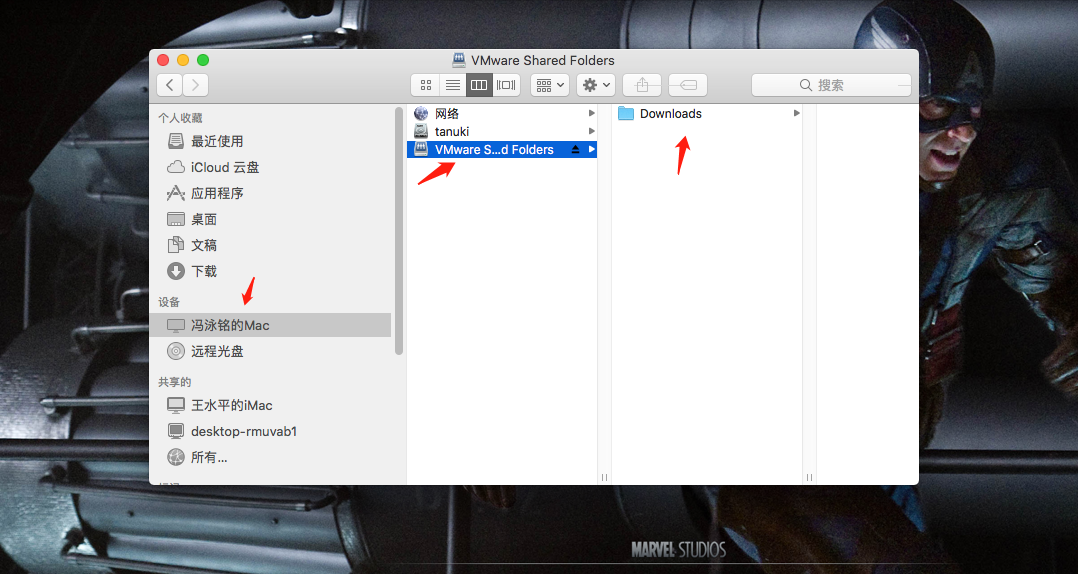 VMware Shared Folders
搜索
个人收藏
最近使用
iCloud 云盘
应用程序
桌面
文稿
下载
设备
冯泳铭的Mac
远程光盘
共享的
王水平的iMac
desktop-rmuvab1
所有...
网络
tanuki
VMware S...d Folders
Downloads
MARVEL STUDIOS